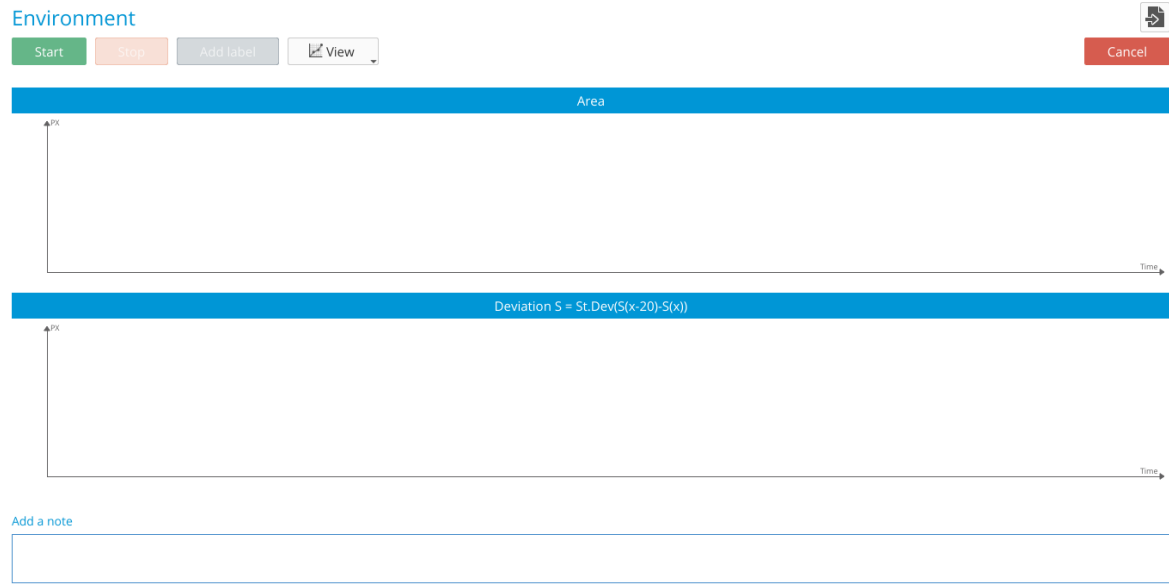 Environment
Start Stop Add label View Cancel
Area
PX
Time
Deviation S = St.Dev(S(x-20)-S(x))
PX
Time
Add a note